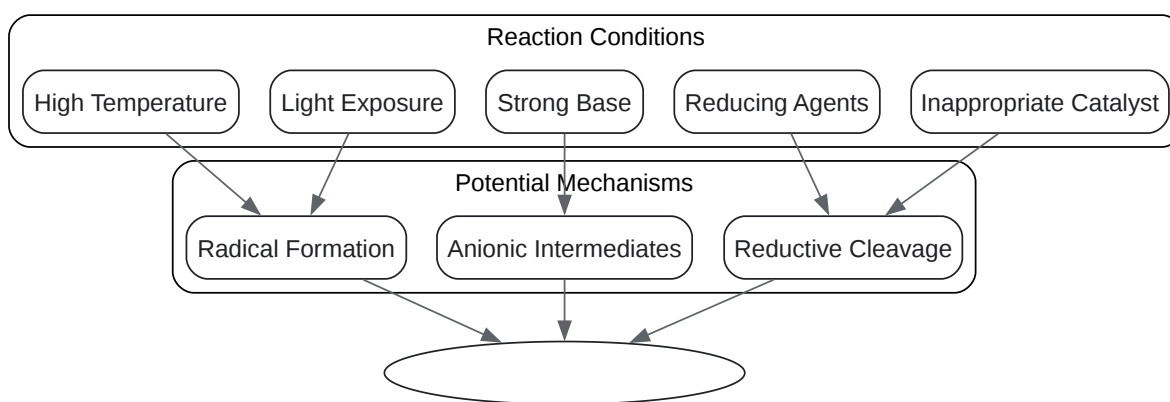 Reaction Conditions
High Temperature
Light Exposure
Strong Base
Reducing Agents
Inappropriate Catalyst
Potential Mechanisms
Radical Formation
Anionic Intermediates
Reductive Cleavage